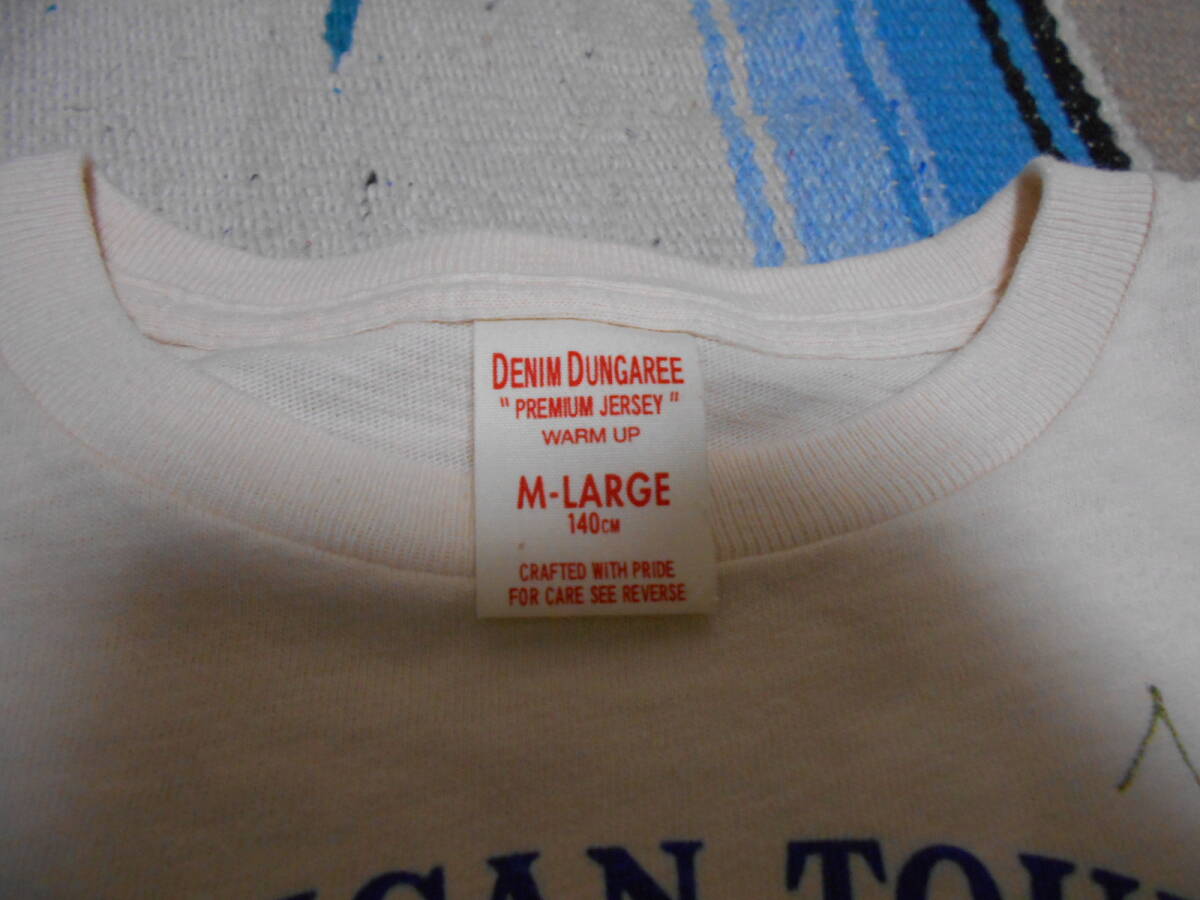 DENIM DUNGAREE
" PREMIUM JERSEY "
WARM UP
M-LARGE
140CM
CRAFTED WITH PRIDE
FOR CARE SEE REVERSE